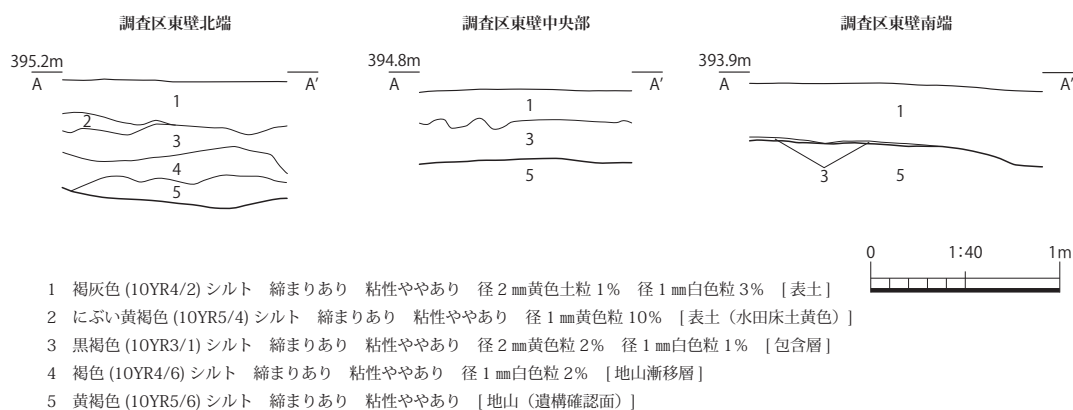 調査区東壁北端
調査区東壁中央部
調査区東壁南端
395.2m
A
A'
1
2
3
4
5
394.8m
A
A'
1
3
5
393.9m
A
A'
1
3
5
0 1:40 1m
1 褐灰色 (10YR4/2) シルト 締まりあり 粘性ややあり 径 2 ㎜黄色土粒 1% 径 1 ㎜白色粒 3% [ 表土 ]
2 にぶい黄褐色 (10YR5/4) シルト 締まりあり 粘性ややあり 径 1 ㎜黄色粒 10% [ 表土（水田床土黄色）]
3 黒褐色 (10YR3/1) シルト 締まりあり 粘性ややあり 径 2 ㎜黄色粒 2% 径 1 ㎜白色粒 1% [ 包含層 ]
4 褐色 (10YR4/6) シルト 締まりあり 粘性ややあり 径 1 ㎜白色粒 2% [ 地山漸移層 ]
5 黄褐色 (10YR5/6) シルト 締まりあり 粘性ややあり [ 地山（遺構確認面）]